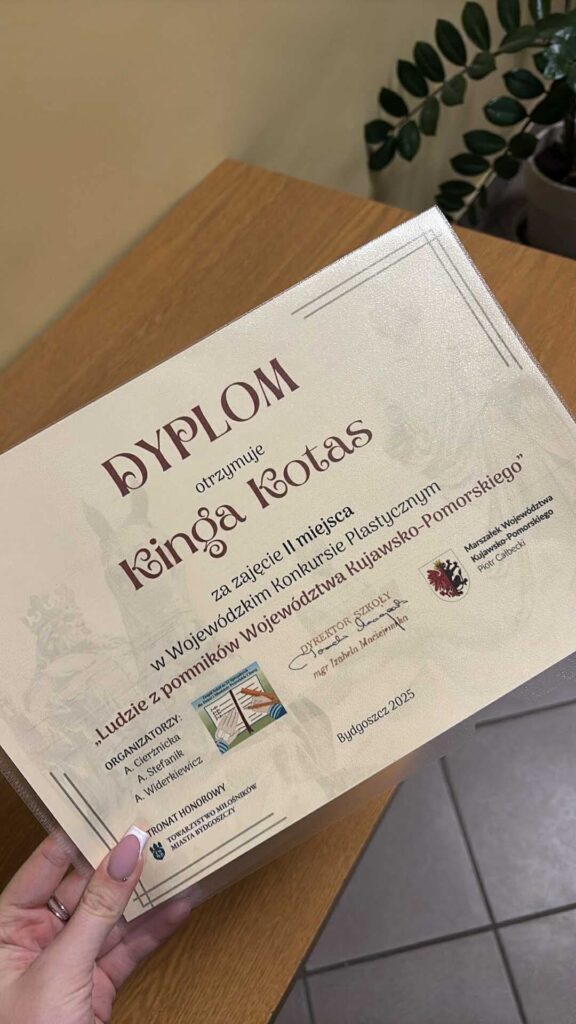 DYPLOM
otrzymuje
Kinga Kotas
za zajęcie II miejsca
w Wojewódzkim Konkursie Plastycznym
„Ludzie z pomników Województwa Kujawsko-Pomorskiego”
ORGANIZATORZY:
A. Cierżnicka
A. Stefanik
A. Widerkiewicz
DYREKTOR SZKOŁY
mgr Izabela Maciejewska
Marszałek Województwa
Kujawsko-Pomorskiego
Piotr Całbecki
Bydgoszcz 2025
TRONAT HONOROWY
TOWARZYSTWO MIŁOŚNIKÓW
MIASTA BYDGOSZCZY